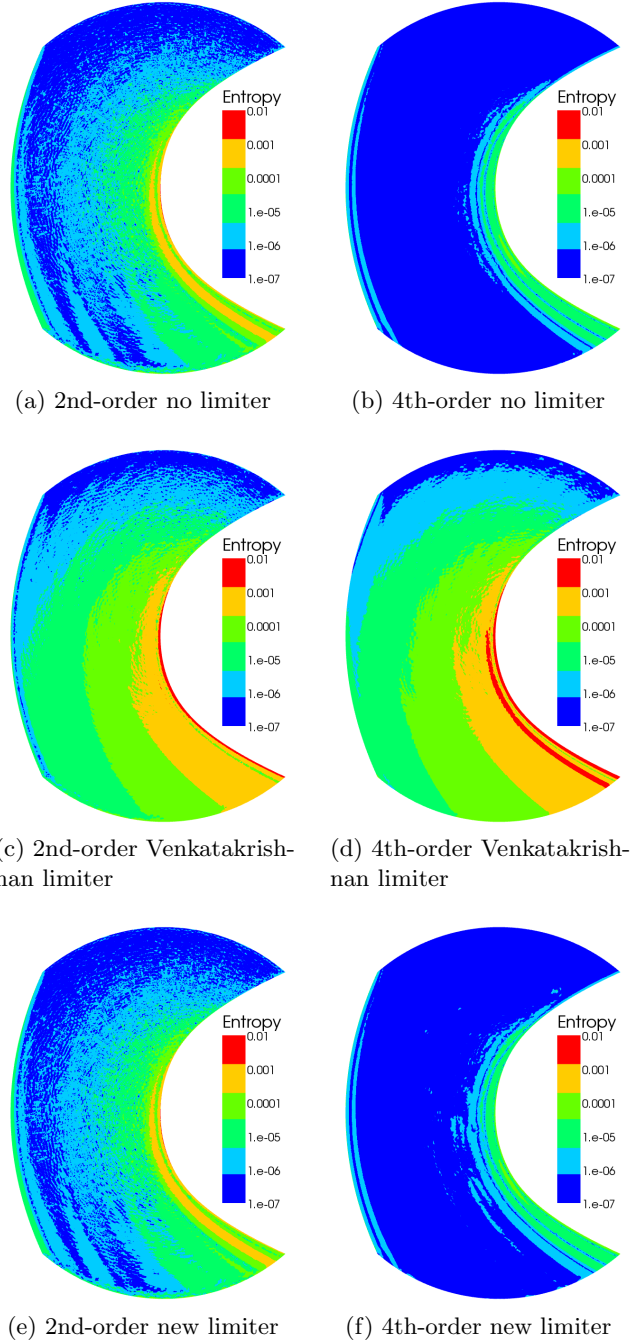 Entropy
0.01
0.001
0.0001
1.e-05
1.e-06
1.e-07
Entropy
0.01
0.001
0.0001
1.e-05
1.e-06
1.e-07
(a) 2nd-order no limiter
(b) 4th-order no limiter
Entropy
0.01
0.001
0.0001
1.e-05
1.e-06
1.e-07
Entropy
0.01
0.001
0.0001
1.e-05
1.e-06
1.e-07
(c) 2nd-order Venkatakrish-
nan limiter
(d) 4th-order Venkatakrish-
nan limiter
Entropy
0.01
0.001
0.0001
1.e-05
1.e-06
1.e-07
Entropy
0.01
0.001
0.0001
1.e-05
1.e-06
1.e-07
(e) 2nd-order new limiter
(f) 4th-order new limiter